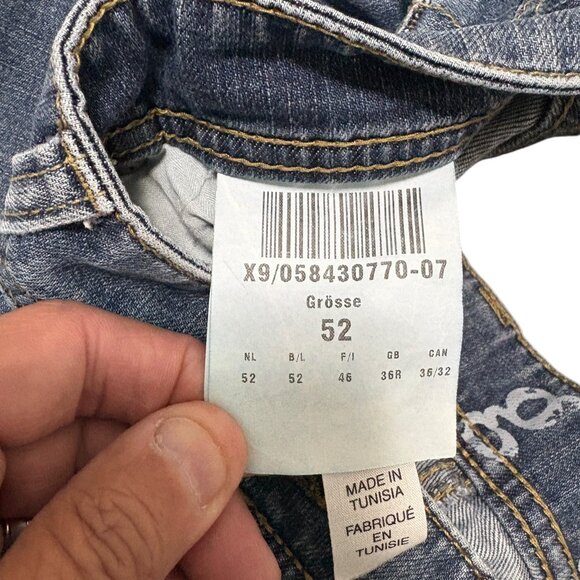 X9/058430770-07
Grösse
52
NL B/L F/I GB CAN
52 52 46 36R 36/32
MADE IN
TUNISIA
FABRIQUÉ
EN
TUNISIE